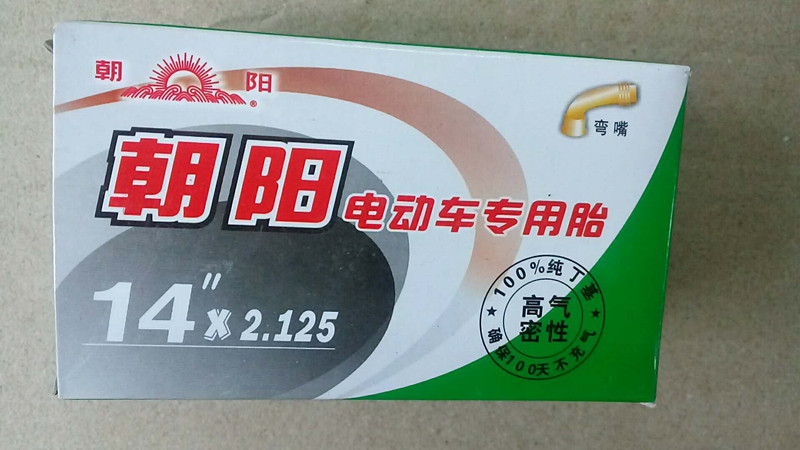 朝 阳
®
弯嘴
朝阳电动车专用胎
14" x 2.125
★ 100%纯丁基 ★
高气
密性
确保100天不充气